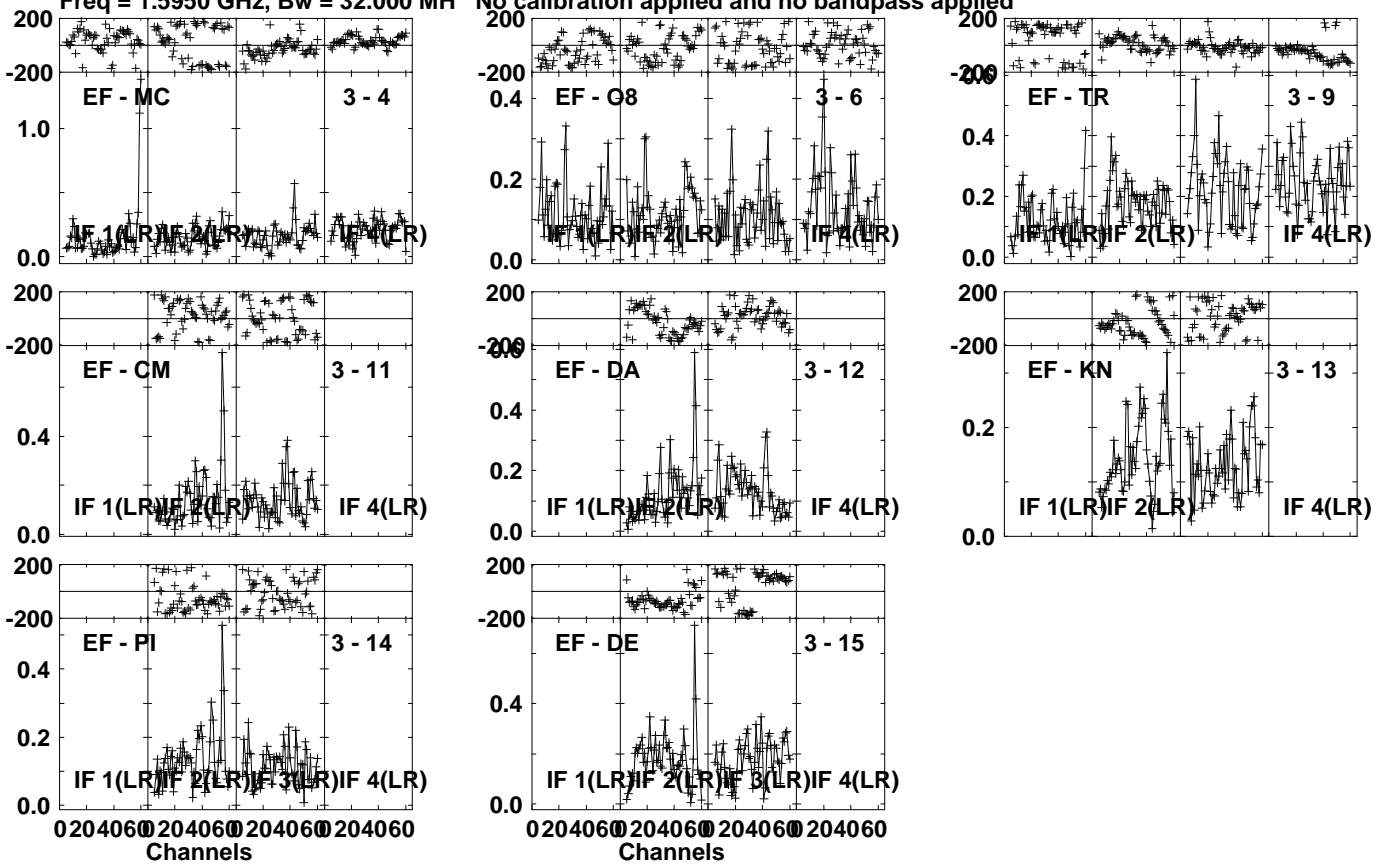 Freq = 1.5950 GHz, Bw = 32.000 MH No calibration applied and no bandpass applied
200
-200
EF - MC
3 - 4
1.0
0.0
IF 1(LR)
IF 2(LR)
IF 4(LR)
200
-200
EF - O8
3 - 6
0.4
0.2
0.0
IF 1(LR)
IF 2(LR)
IF 4(LR)
200
-200
0.6
EF - TR
3 - 9
0.4
0.2
0.0
IF 1(LR)
IF 2(LR)
IF 4(LR)
200
-200
EF - CM
3 - 11
0.4
0.0
IF 1(LR)
IF 2(LR)
IF 4(LR)
200
-200
0.6
EF - DA
3 - 12
0.4
0.2
0.0
IF 1(LR)
IF 2(LR)
IF 4(LR)
200
-200
EF - KN
3 - 13
0.2
0.0
IF 1(LR)
IF 2(LR)
IF 4(LR)
200
-200
EF - PI
3 - 14
0.4
0.2
0.0
IF 1(LR)
IF 2(LR)
IF 3(LR)
IF 4(LR)
0 20 40 60 0 20 40 60 0 20 40 60 0 20 40 60
Channels
200
-200
EF - DE
3 - 15
0.4
0.0
IF 1(LR)
IF 2(LR)
IF 3(LR)
IF 4(LR)
0 20 40 60 0 20 40 60 0 20 40 60 0 20 40 60
Channels